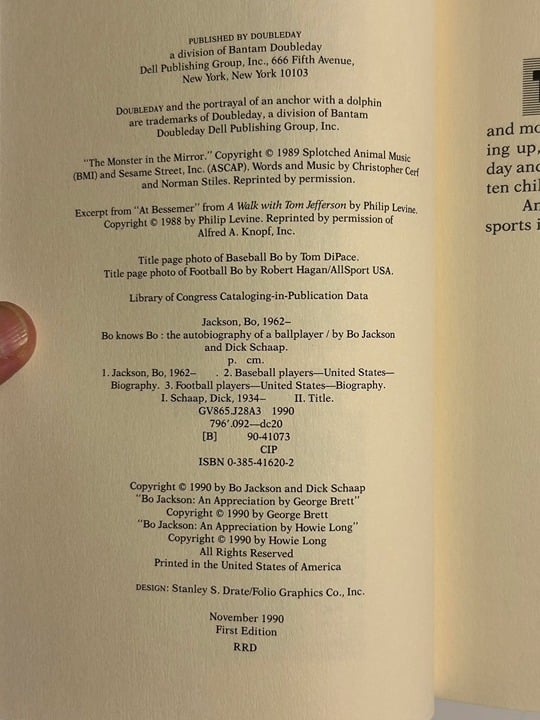 PUBLISHED BY DOUBLEDAY
a division of Bantam Doubleday
Dell Publishing Group, Inc., 666 Fifth Avenue,
New York, New York 10103
DOUBLEDAY and the portrayal of an anchor with a dolphin
are trademarks of Doubleday, a division of Bantam
Doubleday Dell Publishing Group, Inc.
"The Monster in the Mirror." Copyright © 1989 Splotched Animal Music
(BMI) and Sesame Street, Inc. (ASCAP). Words and Music by Christopher Cerf
and Norman Stiles. Reprinted by permission.
Excerpt from "At Bessemer" from A Walk with Tom Jefferson by Philip Levine.
Copyright © 1988 by Philip Levine. Reprinted by permission of
Alfred A. Knopf, Inc.
Title page photo of Baseball Bo by Tom DiPace.
Title page photo of Football Bo by Robert Hagan/AllSport USA.
Library of Congress Cataloging-in-Publication Data
Jackson, Bo, 1962–
Bo knows Bo : the autobiography of a ballplayer / by Bo Jackson
and Dick Schaap.
p. cm.
1. Jackson, Bo, 1962– . 2. Baseball players—United States—
Biography. 3. Football players—United States—Biography.
I. Schaap, Dick, 1934– II. Title.
GV865.J28A3 1990
796'.092—dc20
[B] 90-41073
CIP
ISBN 0-385-41620-2
Copyright © 1990 by Bo Jackson and Dick Schaap
"Bo Jackson: An Appreciation by George Brett"
Copyright © 1990 by George Brett
"Bo Jackson: An Appreciation by Howie Long"
Copyright © 1990 by Howie Long
All Rights Reserved
Printed in the United States of America
DESIGN: Stanley S. Drate/Folio Graphics Co., Inc.
November 1990
First Edition
RRD
and
ing up,
day and
ten
sports